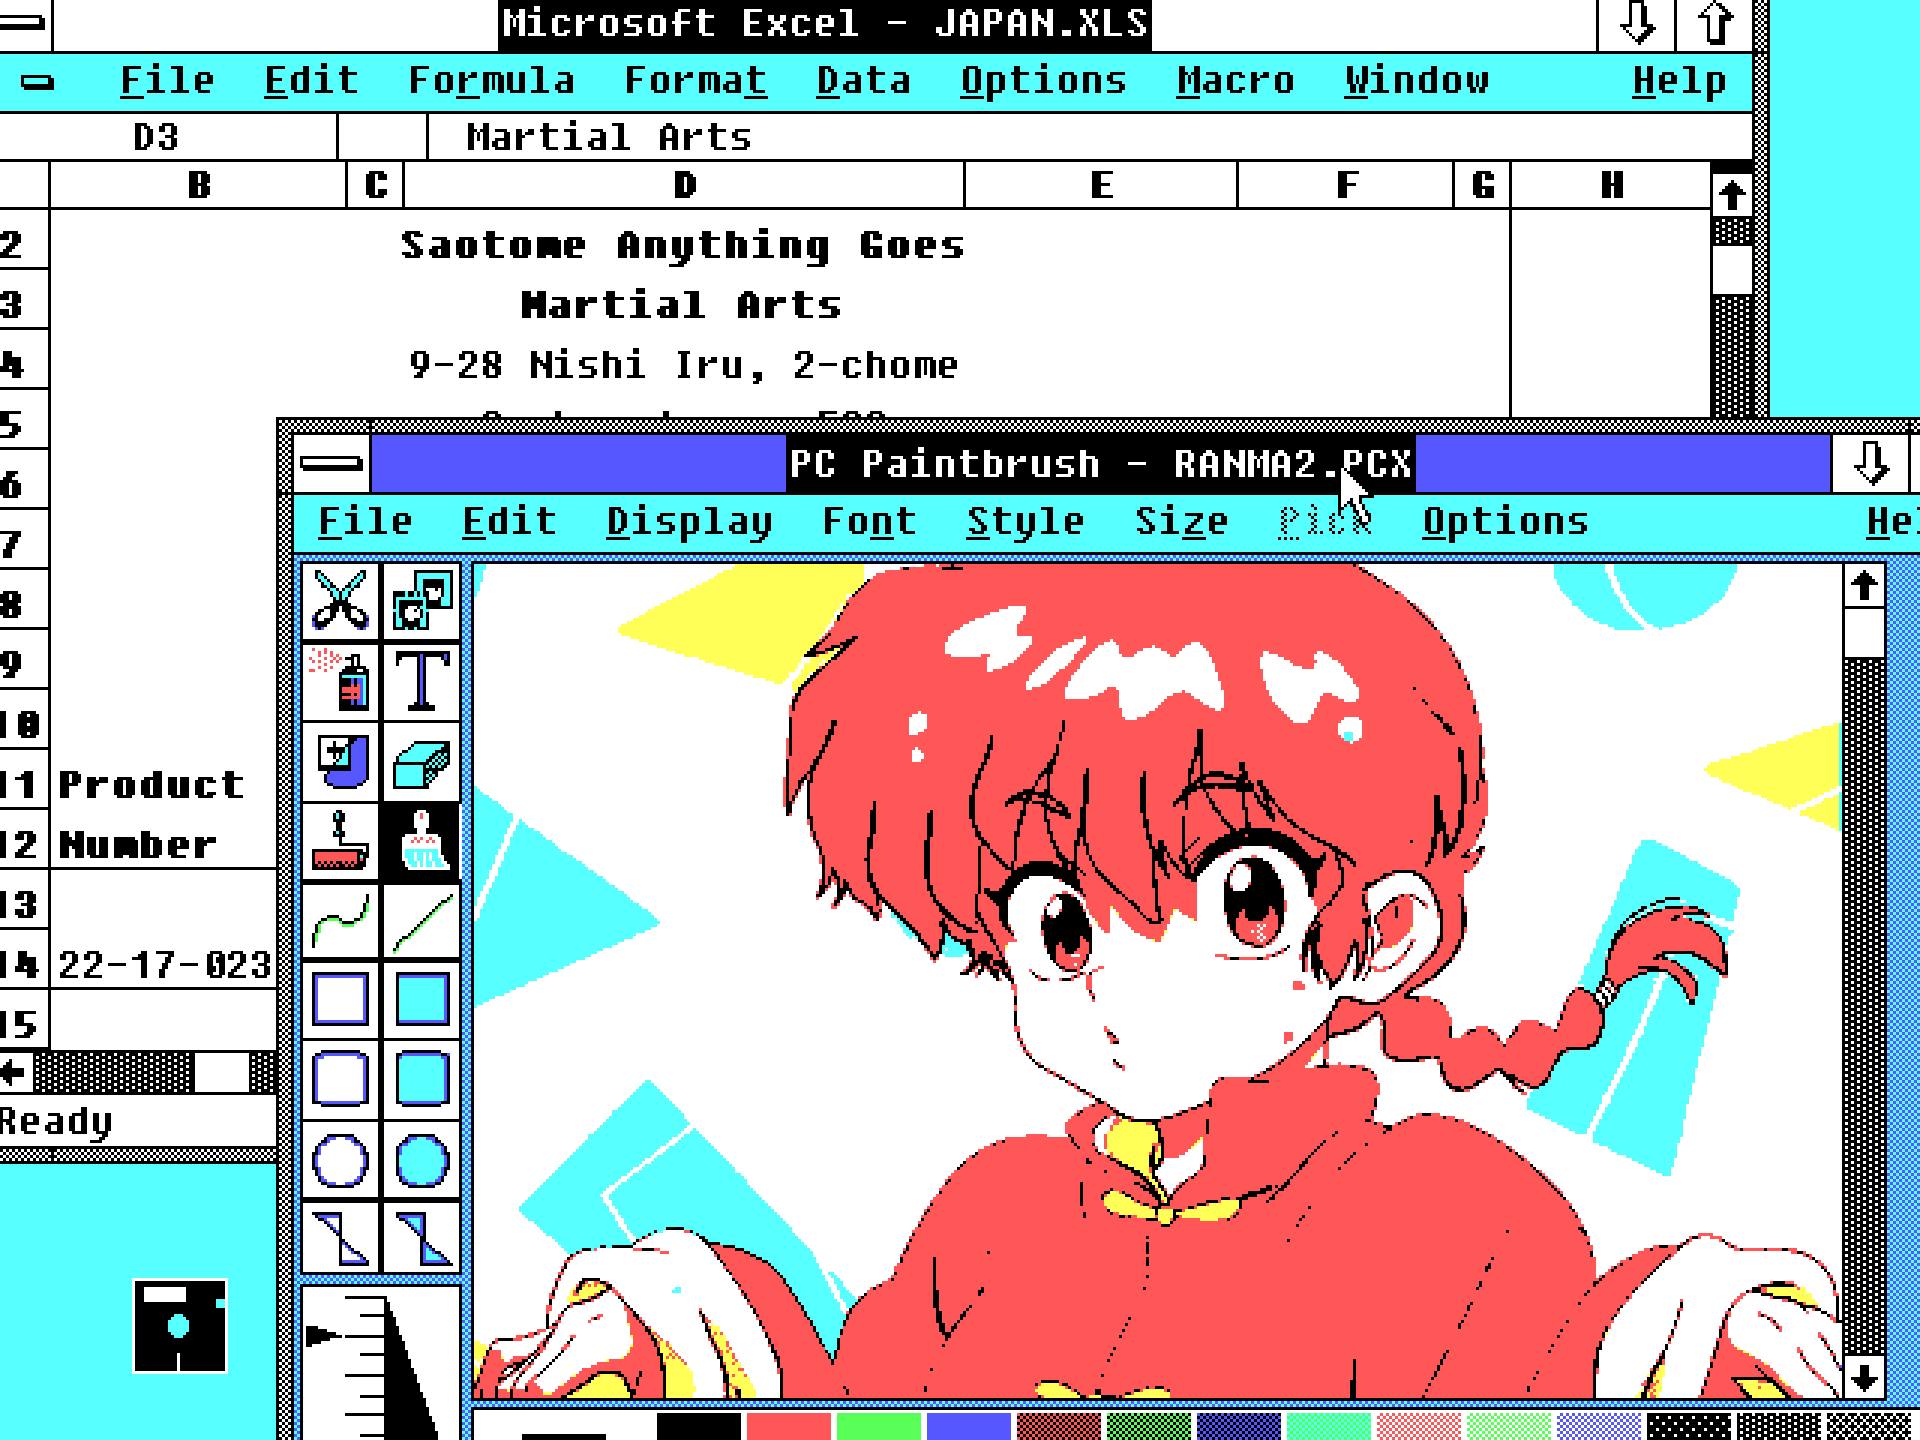 Microsoft Excel - JAPAN.XLS
File Edit Formula Format Data Options Macro Window Help
D3 Martial Arts
B C D E F G H
2 Saotome Anything Goes
3 Martial Arts
4 9-28 Nishi Iru, 2-chome
5
6
7
8
9
10
11 Product
12 Number
13
14 22-17-023
15
Ready
PC Paintbrush - RANMA2.PCX
File Edit Display Font Style Size Pick Options
T